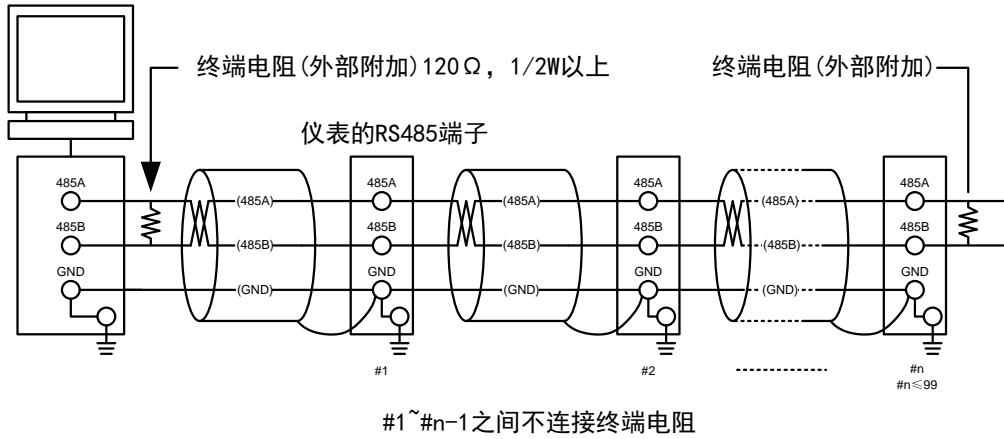 终端电阻(外部附加)120Ω，1/2W以上
终端电阻(外部附加)
仪表的RS485端子
485A
(485A)
485A
(485A)
485A
(485A)
485A
485B
(485B)
485B
(485B)
485B
(485B)
485B
GND
(GND)
GND
(GND)
GND
(GND)
GND
#1
#2
#n
#n≤99
#1~#n-1之间不连接终端电阻